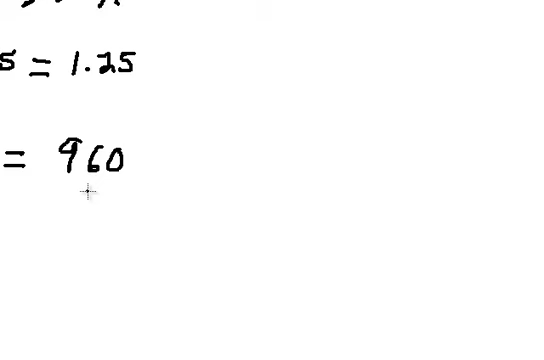 5 = 1.25
= 960